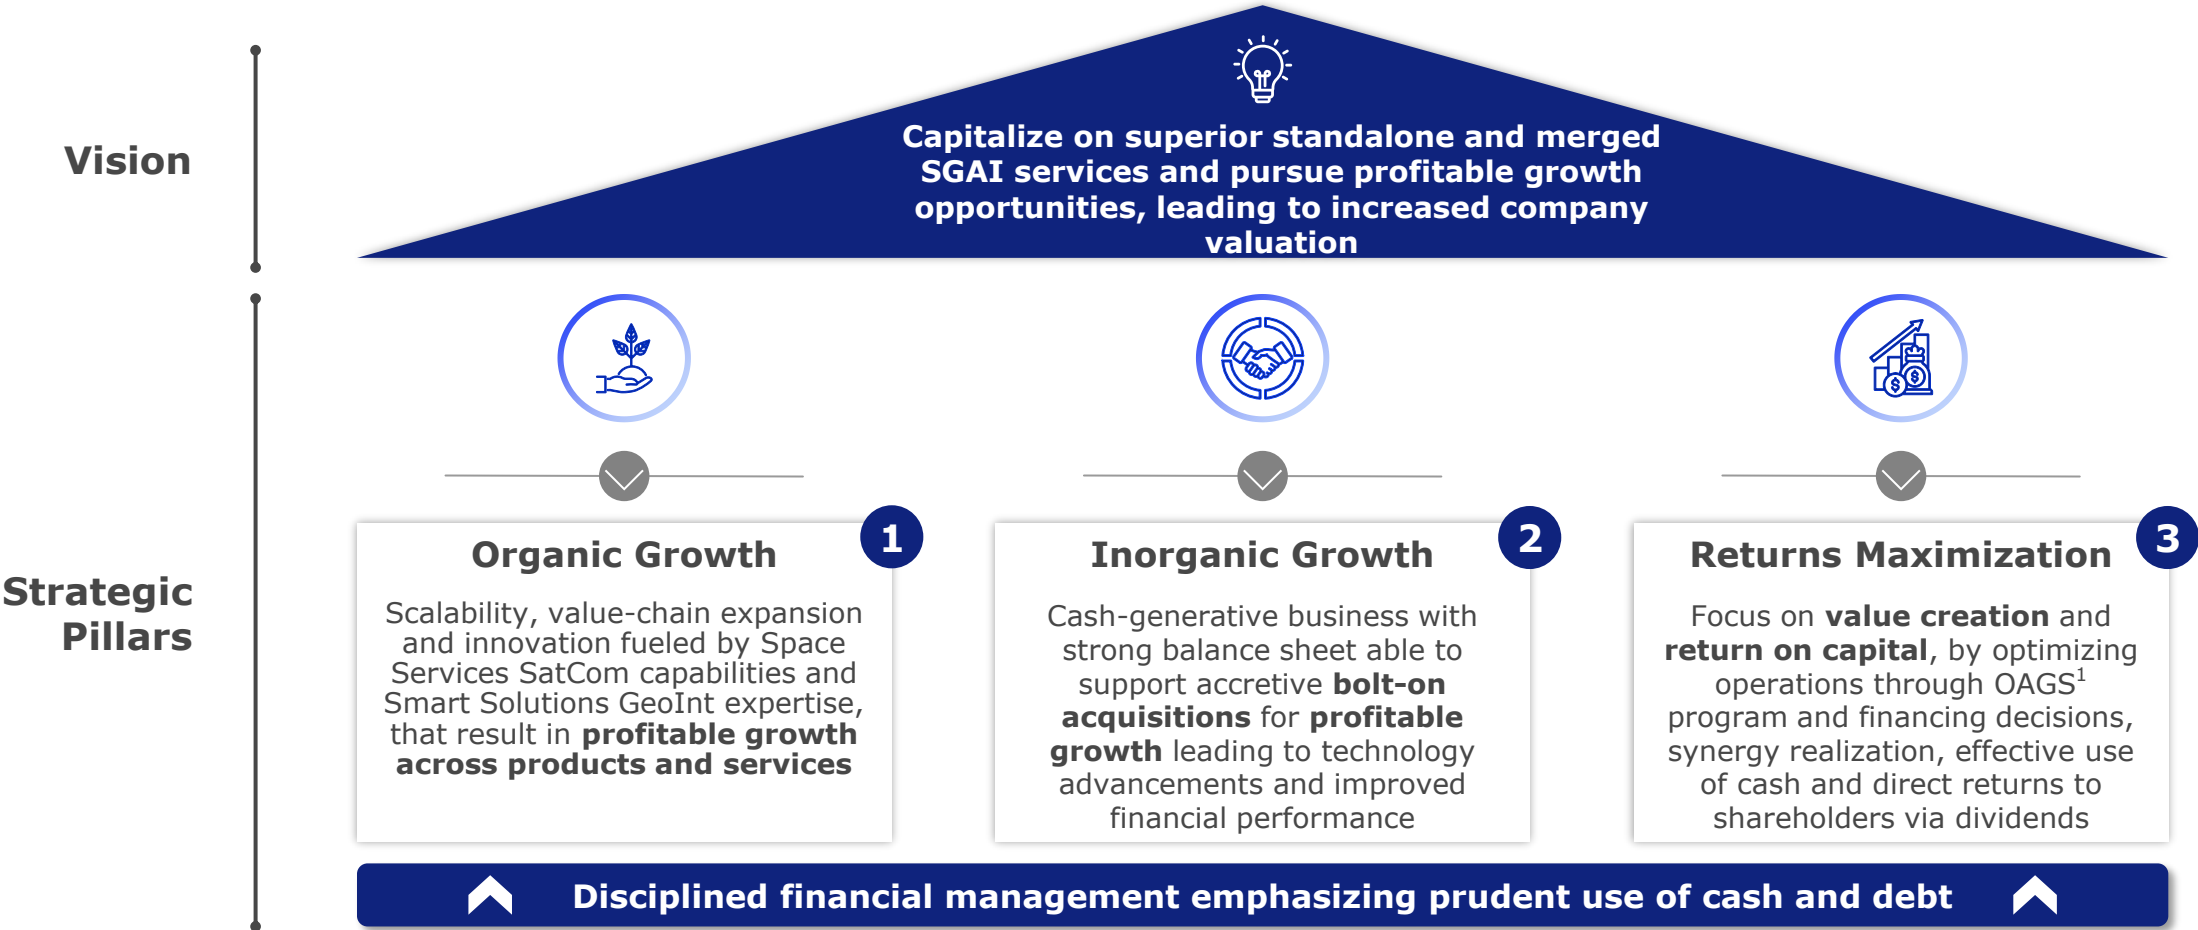 Vision
Capitalize on superior standalone and merged
SGAI services and pursue profitable growth
opportunities, leading to increased company
valuation
Strategic
Pillars
1
Organic Growth
Scalability, value-chain expansion
and innovation fueled by Space
Services SatCom capabilities and
Smart Solutions GeoInt expertise,
that result in profitable growth
across products and services
2
Inorganic Growth
Cash-generative business with
strong balance sheet able to
support accretive bolt-on
acquisitions for profitable
growth leading to technology
advancements and improved
financial performance
3
Returns Maximization
Focus on value creation and
return on capital, by optimizing
operations through OAGS¹
program and financing decisions,
synergy realization, effective use
of cash and direct returns to
shareholders via dividends
Disciplined financial management emphasizing prudent use of cash and debt